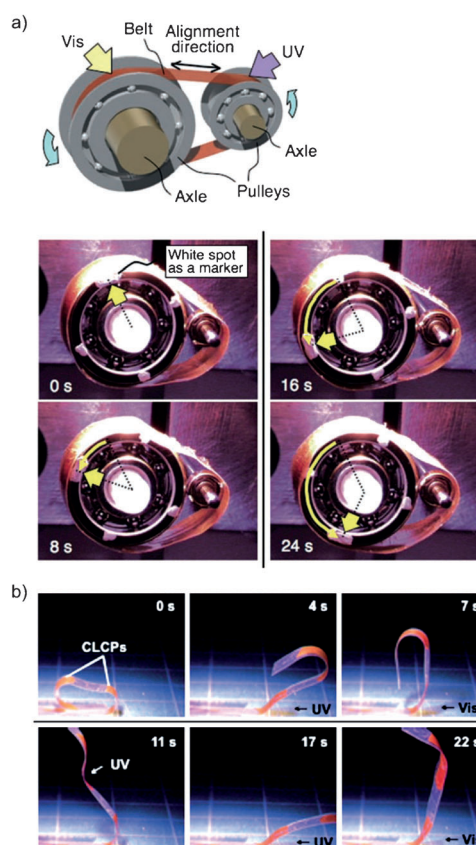 a)
Vis
Belt
Alignment
direction
UV
Axle
Axle
Pulleys
White spot
as a marker
0 s
16 s
8 s
24 s
b)
0 s
CLCPs
4 s
UV
7 s
Vis
11 s
UV
17 s
UV
22 s
Vis